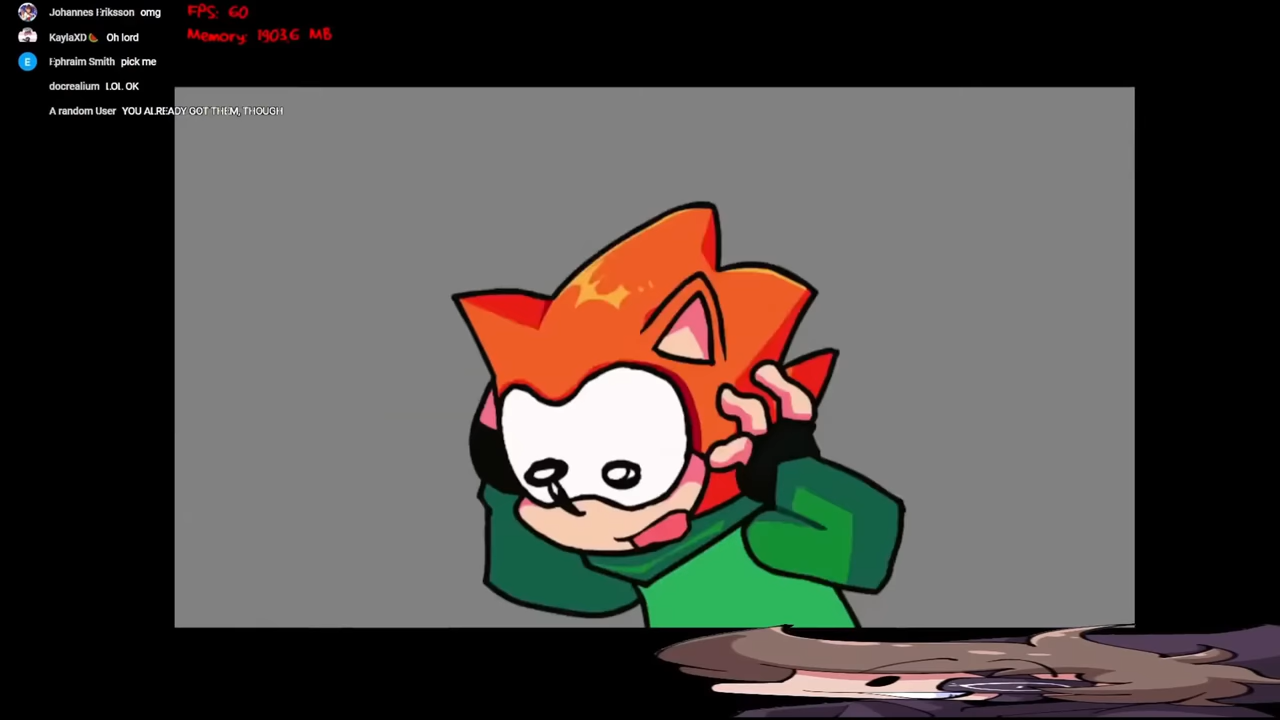 Johannes Eriksson omg
FPS: 60
Memory: 1903.6 MB
KaylaXD Oh lord
E
Ephraim Smith pick me
docrealium LOL OK
A random User YOU ALREADY GOT THEM, THOUGH